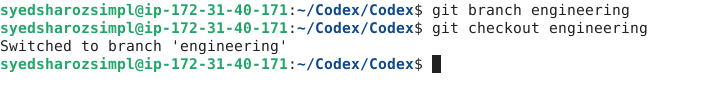 syedsharozsimpl@ip-172-31-40-171:~/Codex/Codex$ git branch engineering
syedsharozsimpl@ip-172-31-40-171:~/Codex/Codex$ git checkout engineering
Switched to branch 'engineering'
syedsharozsimpl@ip-172-31-40-171:~/Codex/Codex$